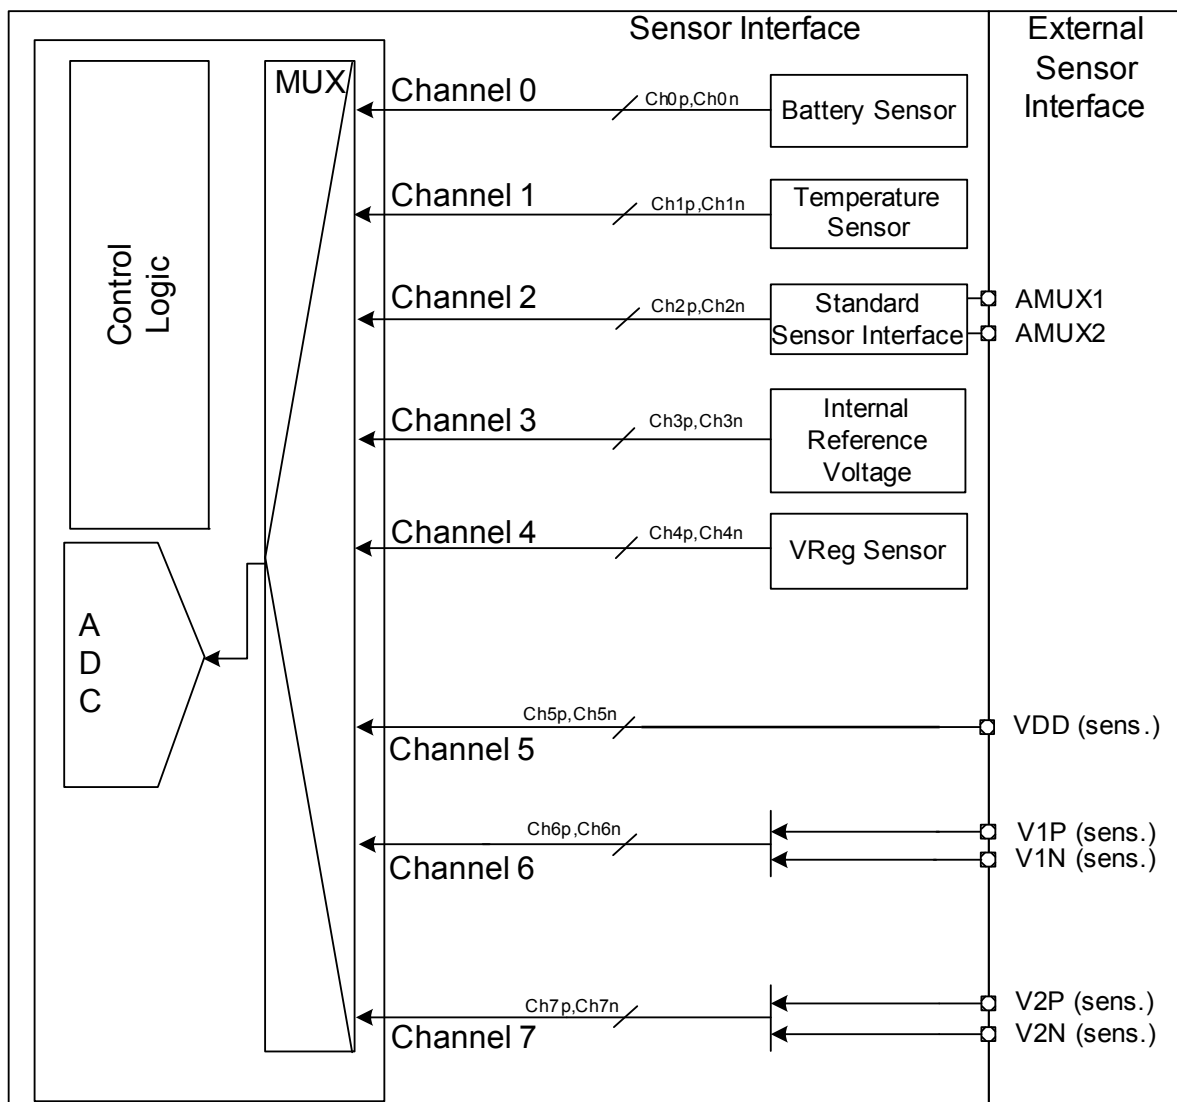 Sensor Interface
External
Sensor
Interface
MUX
Channel 0
Ch0p,Ch0n
Battery Sensor
Channel 1
Ch1p,Ch1n
Temperature
Sensor
Control
Logic
Channel 2
Ch2p,Ch2n
Standard
Sensor Interface
AMUX1
AMUX2
Channel 3
Ch3p,Ch3n
Internal
Reference
Voltage
Channel 4
Ch4p,Ch4n
VReg Sensor
A
D
C
Ch5p,Ch5n
Channel 5
VDD (sens.)
Ch6p,Ch6n
Channel 6
V1P (sens.)
V1N (sens.)
Ch7p,Ch7n
Channel 7
V2P (sens.)
V2N (sens.)